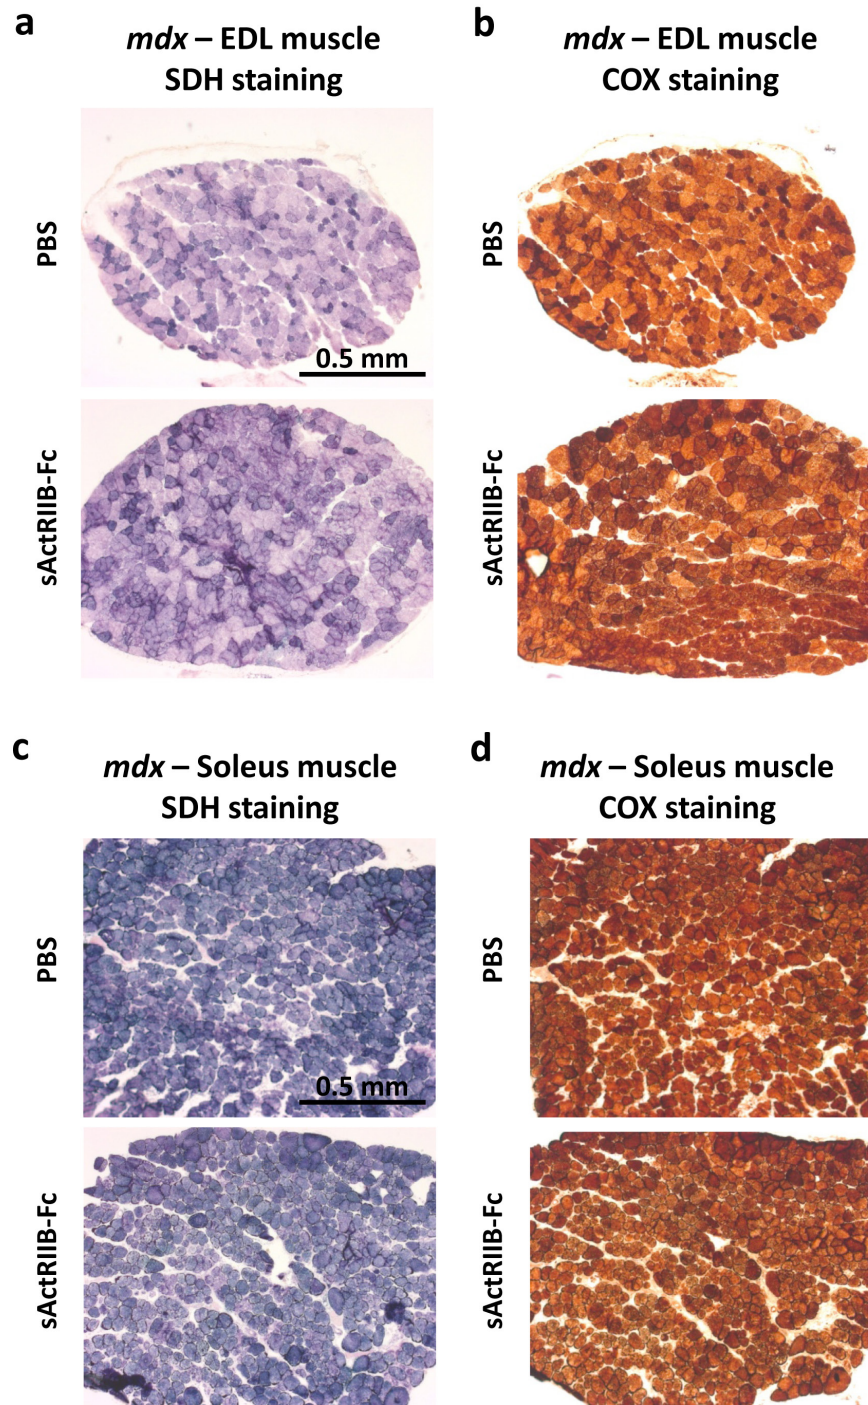 a
mdx – EDL muscle
SDH staining
b
mdx – EDL muscle
COX staining
PBS
0.5 mm
PBS
sActRIIB-Fc
sActRIIB-Fc
c
mdx – Soleus muscle
SDH staining
d
mdx – Soleus muscle
COX staining
PBS
0.5 mm
PBS
sActRIIB-Fc
sActRIIB-Fc